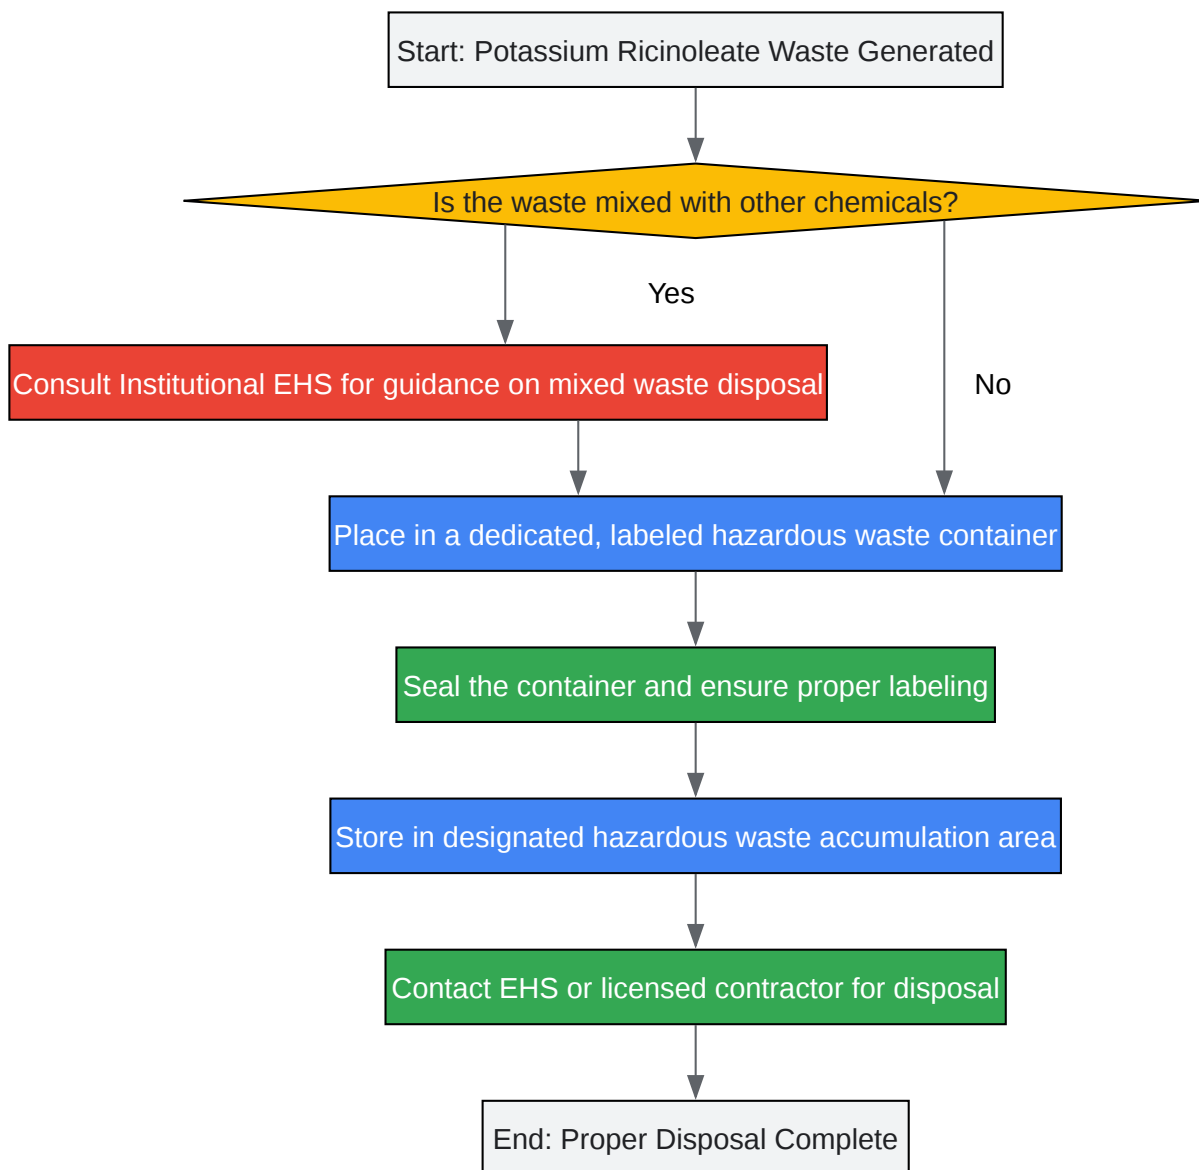 Start: Potassium Ricinoleate Waste Generated
Is the waste mixed with other chemicals?
Yes
Consult Institutional EHS for guidance on mixed waste disposal
No
Place in a dedicated, labeled hazardous waste container
Seal the container and ensure proper labeling
Store in designated hazardous waste accumulation area
Contact EHS or licensed contractor for disposal
End: Proper Disposal Complete